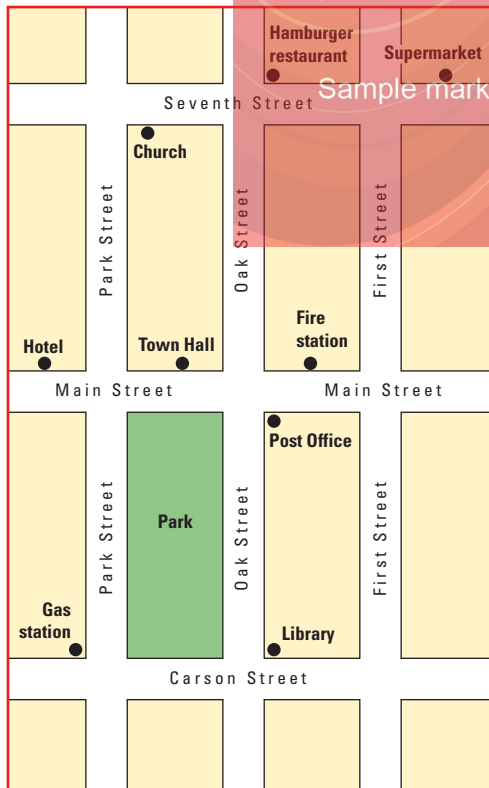 Hamburger
restaurant
Supermarket
Sample mark
Seventh Street
Church
Park Street
Oak Street
First Street
Hotel
Town Hall
Fire
station
Main Street
Main Street
Post Office
Park Street
Park
Oak Street
First Street
Gas
station
Library
Carson Street